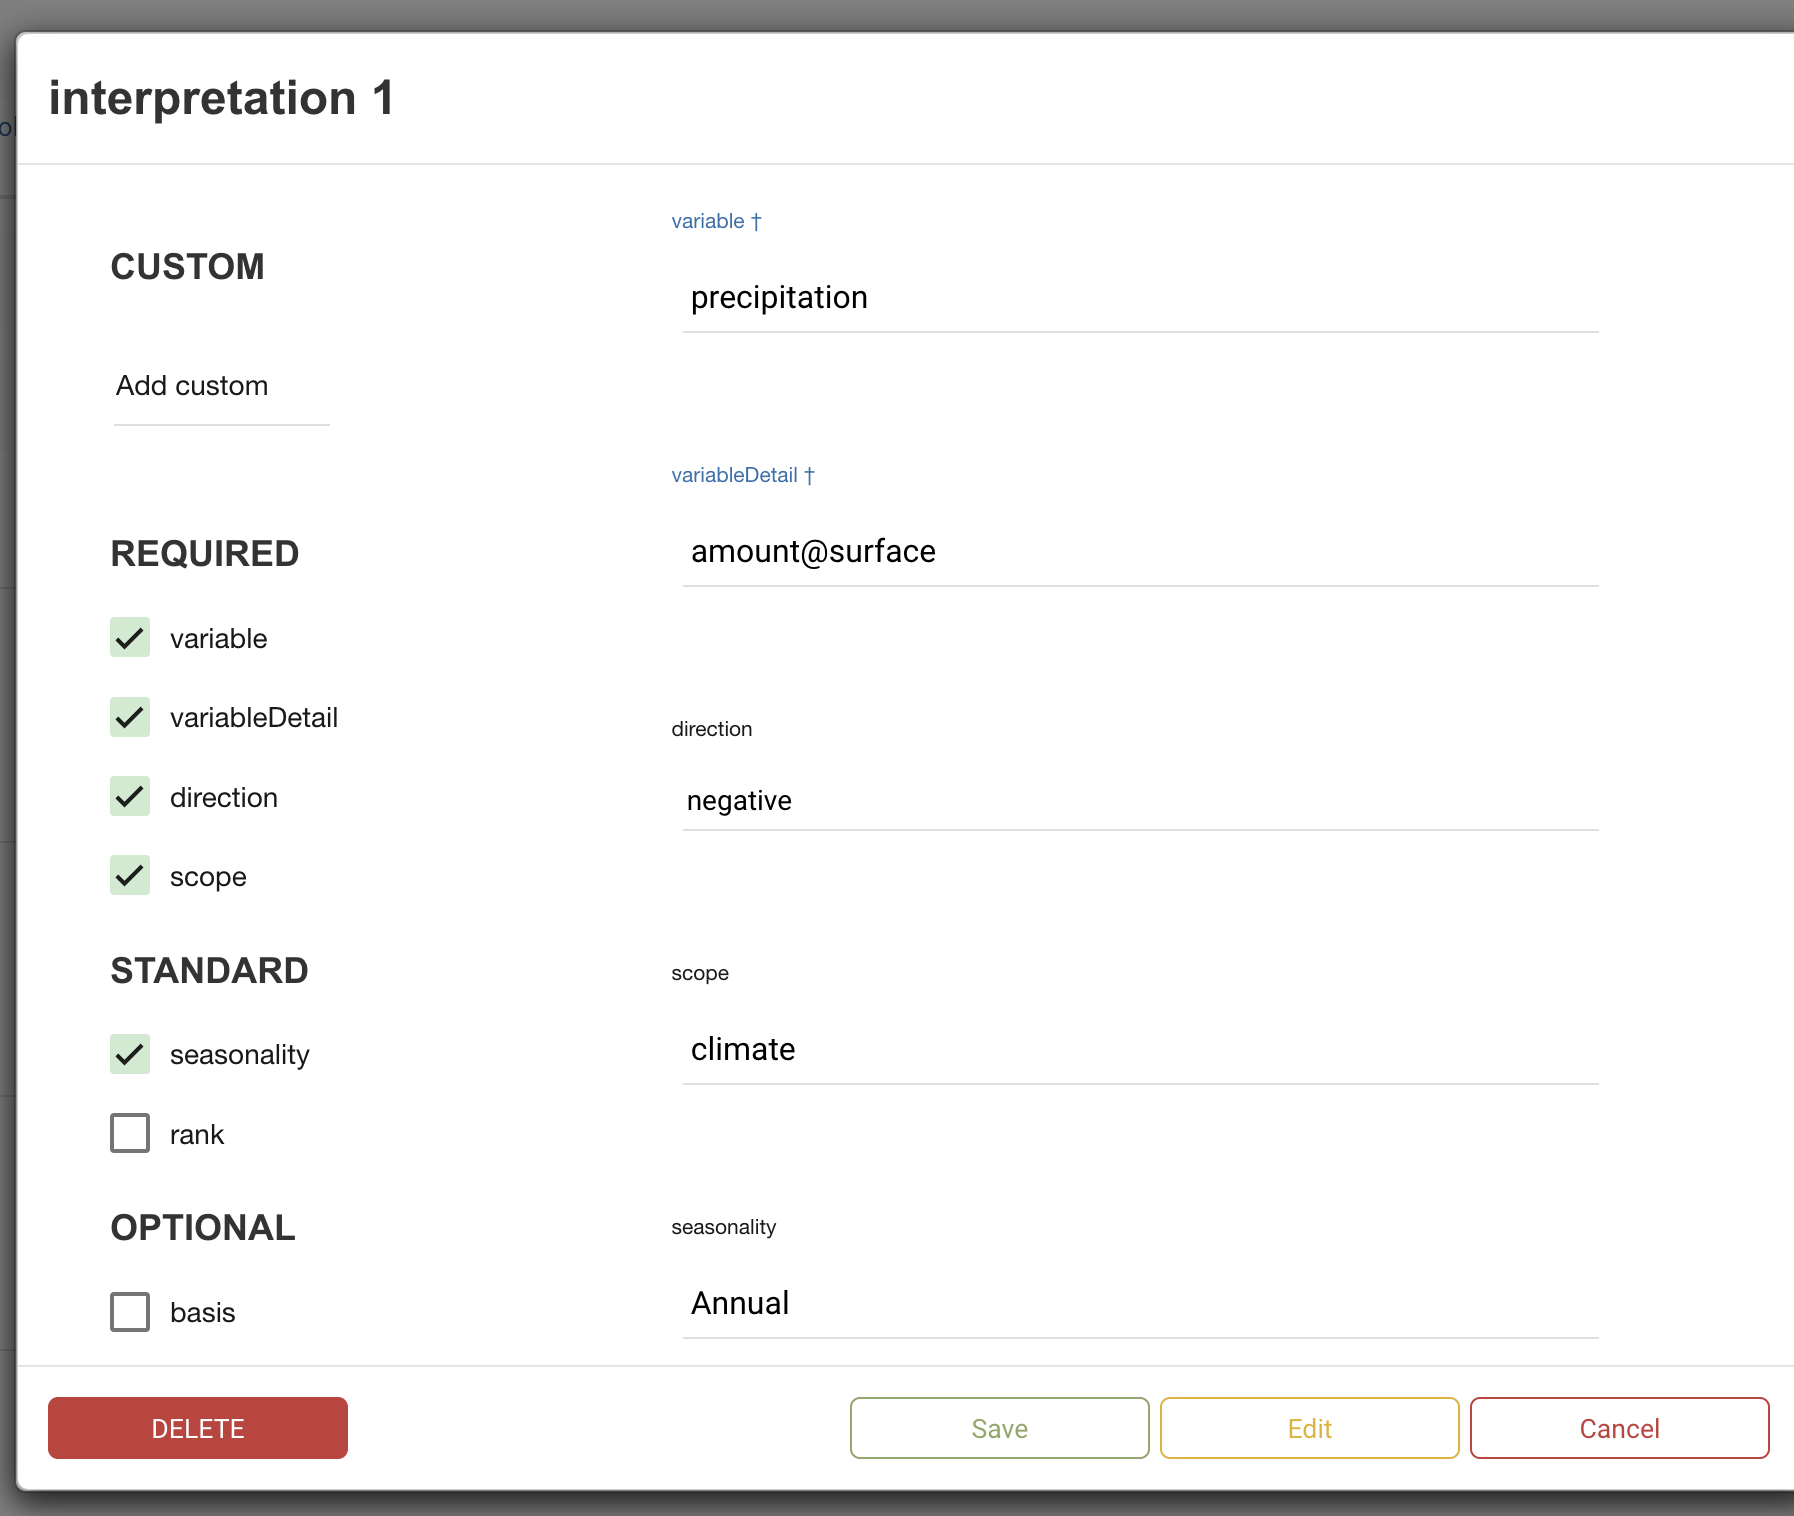 interpretation 1
CUSTOM
Add custom
REQUIRED
variable
variableDetail
direction
scope
STANDARD
seasonality
rank
OPTIONAL
basis
variable †
precipitation
variableDetail †
amount@surface
direction
negative
scope
climate
seasonality
Annual
DELETE
Save
Edit
Cancel